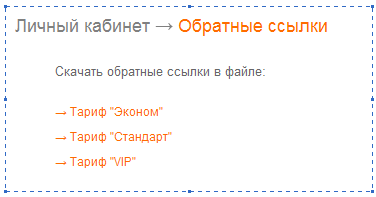 Личный кабинет → Обратные ссылки
Скачать обратные ссылки в файле:
→ Тариф "Эконом"
→ Тариф "Стандарт"
→ Тариф "VIP"